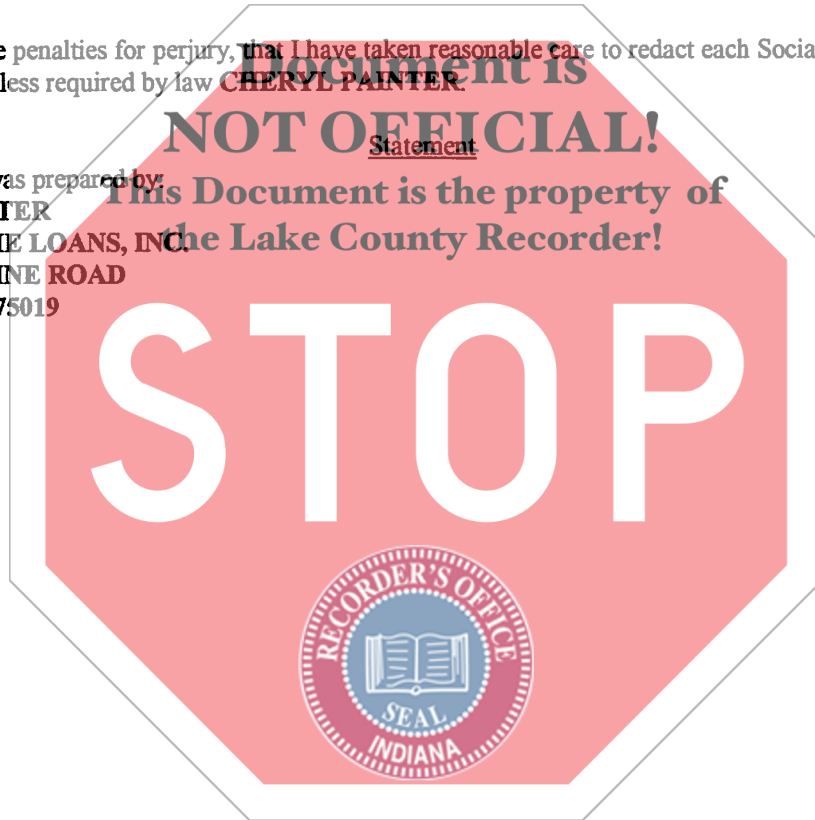 e penalties for perjury, that I have taken reasonable care to redact each Socia
less required by law CHERYL PAINTER.
Document is
NOT OFFICIAL!
Statement
This Document is the property of
the Lake County Recorder!
was prepared by:
TER
E LOANS, INC.
INE ROAD
75019
STOP
RECORDER'S OFFICE
SEAL
INDIANA